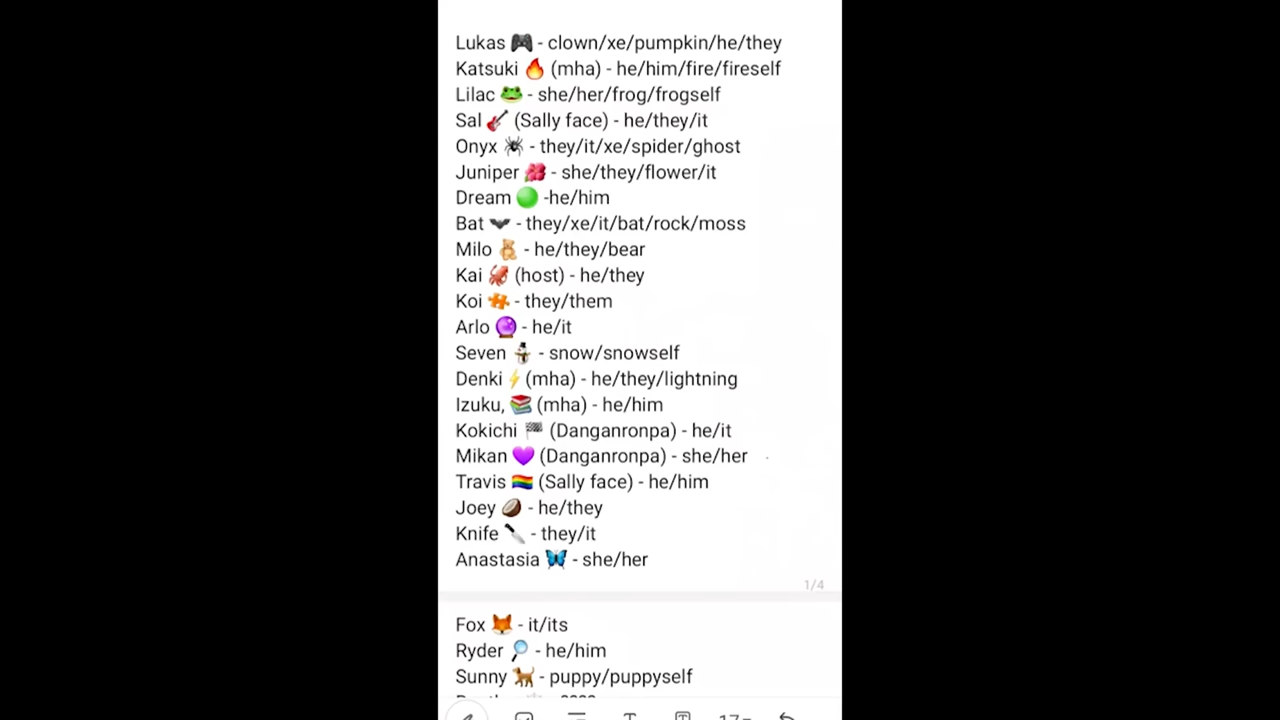 Lukas 🎮 - clown/xe/pumpkin/he/they
Katsuki 🔥 (mha) - he/him/fire/fireself
Lilac 🐸 - she/her/frog/frogself
Sal 🎸 (Sally face) - he/they/it
Onyx 🕷 - they/it/xe/spider/ghost
Juniper 🌺 - she/they/flower/it
Dream 🟢 -he/him
Bat 🦇 - they/xe/it/bat/rock/moss
Milo 🧸 - he/they/bear
Kai 🦑 (host) - he/they
Koi 🧩 - they/them
Arlo 🔮 - he/it
Seven ⛄ - snow/snowself
Denki ⚡ (mha) - he/they/lightning
Izuku, 📚 (mha) - he/him
Kokichi 🏁 (Danganronpa) - he/it
Mikan 💜 (Danganronpa) - she/her
Travis 🏳️‍🌈 (Sally face) - he/him
Joey 🥥 - he/they
Knife 🔪 - they/it
Anastasia 🦋 - she/her
1/4
Fox 🦊 - it/its
Ryder 🔎 - he/him
Sunny 🐕 - puppy/puppyself